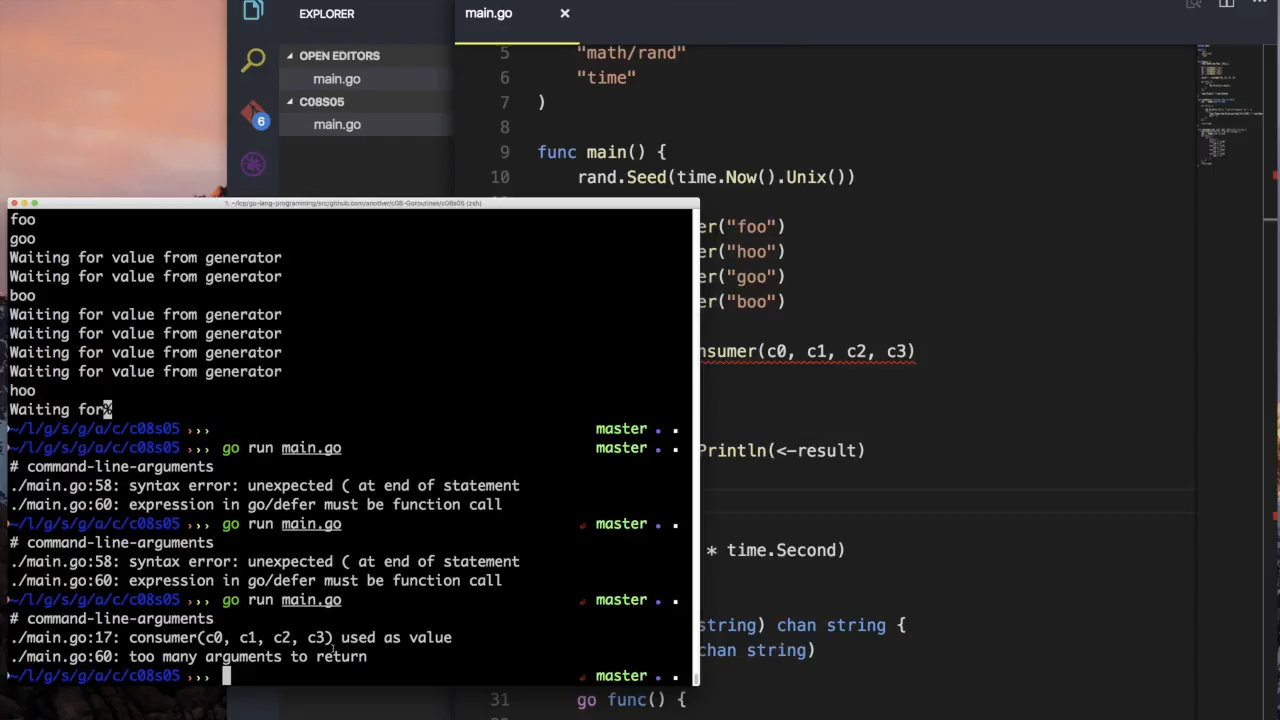 EXPLORER
OPEN EDITORS
main.go
C08S05
main.go
6
main.go ×
5 "math/rand"
6 "time"
7 )
8
9 func main() {
10 rand.Seed(time.Now().Unix())
er("foo")
er("hoo")
er("goo")
er("boo")
nsumer(c0, c1, c2, c3)
Println(<-result)
* time.Second)
string) chan string {
chan string)
31 go func() {
foo
goo
Waiting for value from generator
Waiting for value from generator
boo
Waiting for value from generator
Waiting for value from generator
Waiting for value from generator
Waiting for value from generator
hoo
Waiting for%
~/l/g/s/g/a/c/c08s05 ››› master . .
~/l/g/s/g/a/c/c08s05 ››› go run main.go master . .
# command-line-arguments
./main.go:58: syntax error: unexpected ( at end of statement
./main.go:60: expression in go/defer must be function call
~/l/g/s/g/a/c/c08s05 ››› go run main.go master . .
# command-line-arguments
./main.go:58: syntax error: unexpected ( at end of statement
./main.go:60: expression in go/defer must be function call
~/l/g/s/g/a/c/c08s05 ››› go run main.go master . .
# command-line-arguments
./main.go:17: consumer(c0, c1, c2, c3) used as value
./main.go:60: too many arguments to return
~/l/g/s/g/a/c/c08s05 ››› master . .